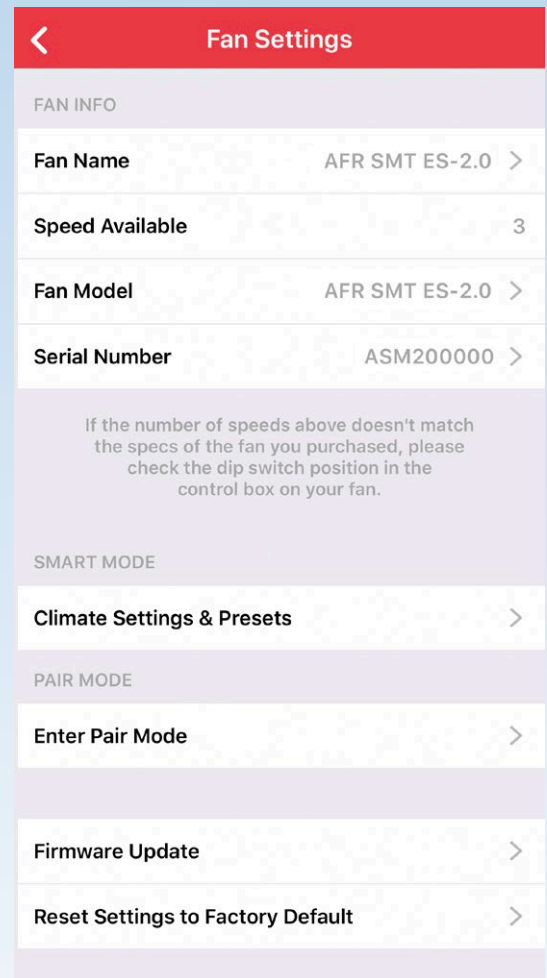 Fan Settings
FAN INFO
Fan Name AFR SMT ES-2.0
Speed Available 3
Fan Model AFR SMT ES-2.0
Serial Number ASM200000
If the number of speeds above doesn't match
the specs of the fan you purchased, please
check the dip switch position in the
control box on your fan.
SMART MODE
Climate Settings & Presets
PAIR MODE
Enter Pair Mode
Firmware Update
Reset Settings to Factory Default